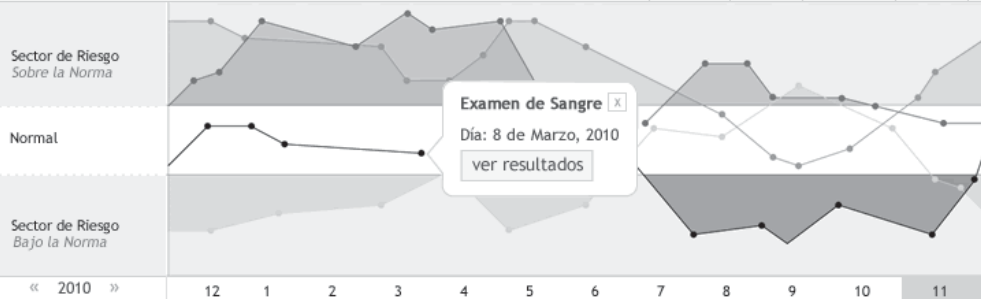 Sector de Riesgo
Sobre la Norma
Normal
Sector de Riesgo
Bajo la Norma
Examen de Sangre x
Día: 8 de Marzo, 2010
ver resultados
« 2010 » 12 1 2 3 4 5 6 7 8 9 10 11